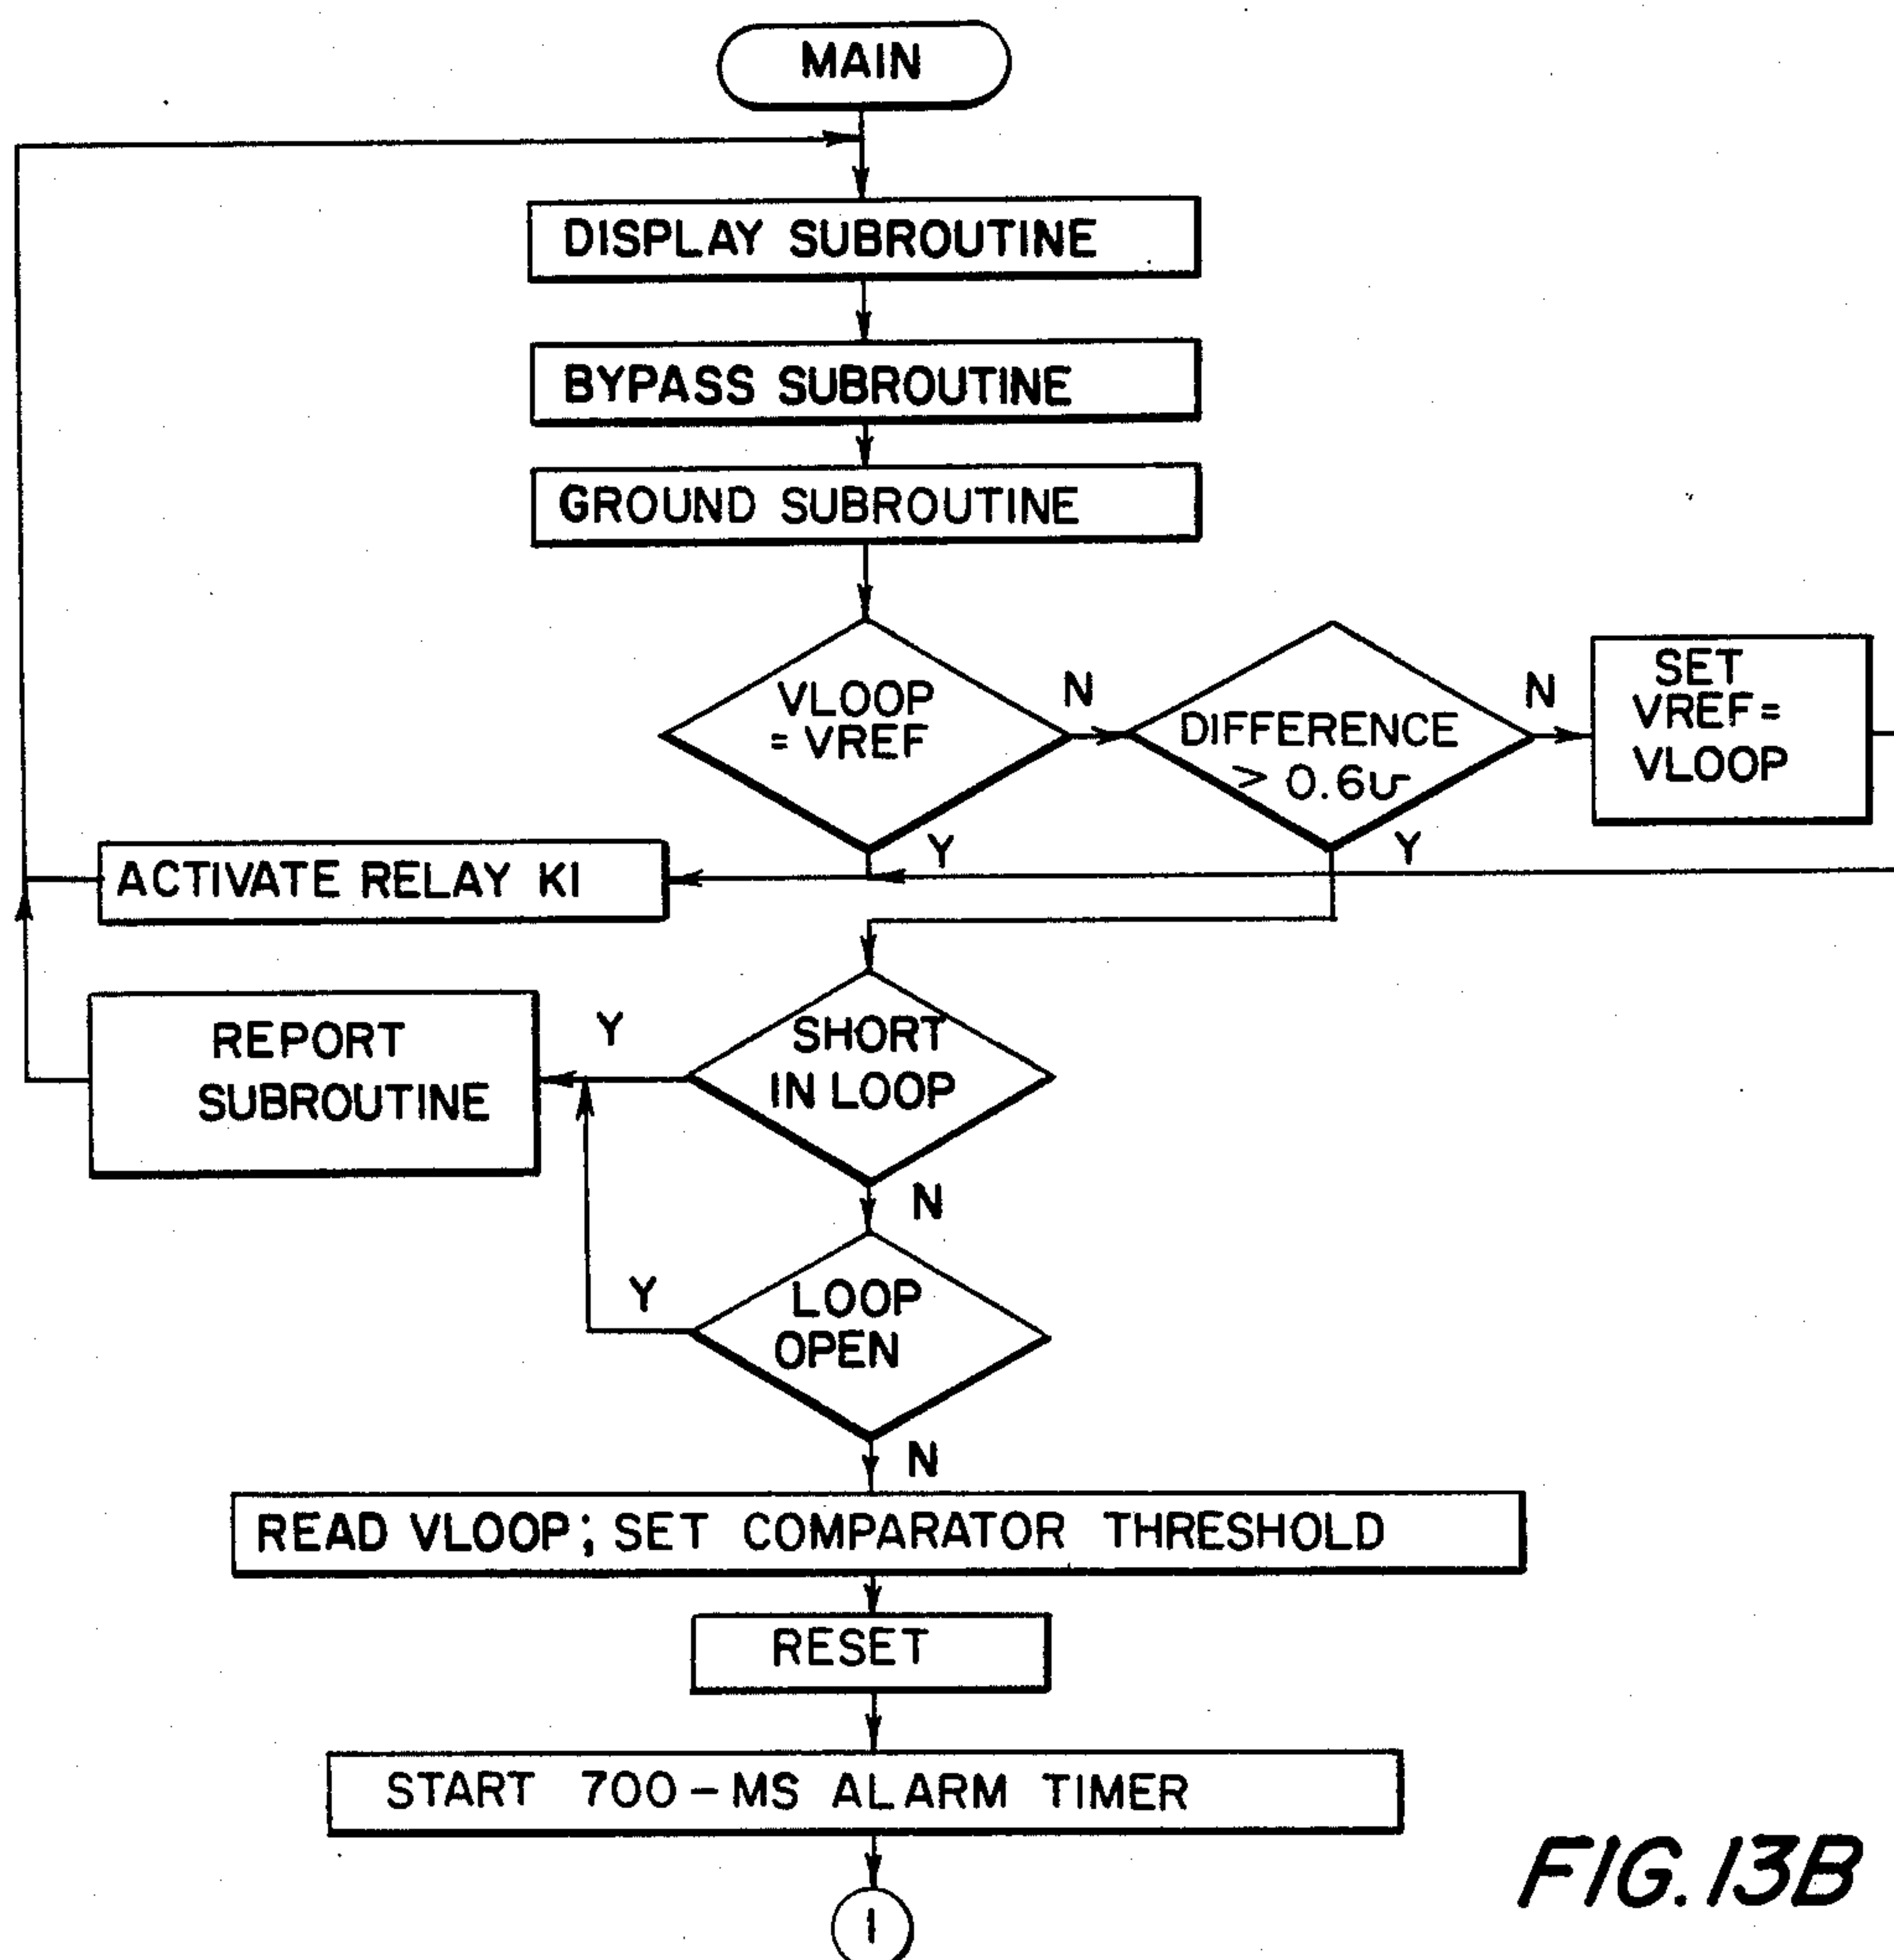 MAIN
DISPLAY SUBROUTINE
BYPASS SUBROUTINE
GROUND SUBROUTINE
VLOOP
= VREF
N
DIFFERENCE
> 0.6v
N
SET
VREF =
VLOOP
Y
Y
ACTIVATE RELAY K1
REPORT
SUBROUTINE
Y
SHORT
IN LOOP
N
Y
LOOP
OPEN
N
READ VLOOP; SET COMPARATOR THRESHOLD
RESET
START 700-MS ALARM TIMER
1
FIG. 13B